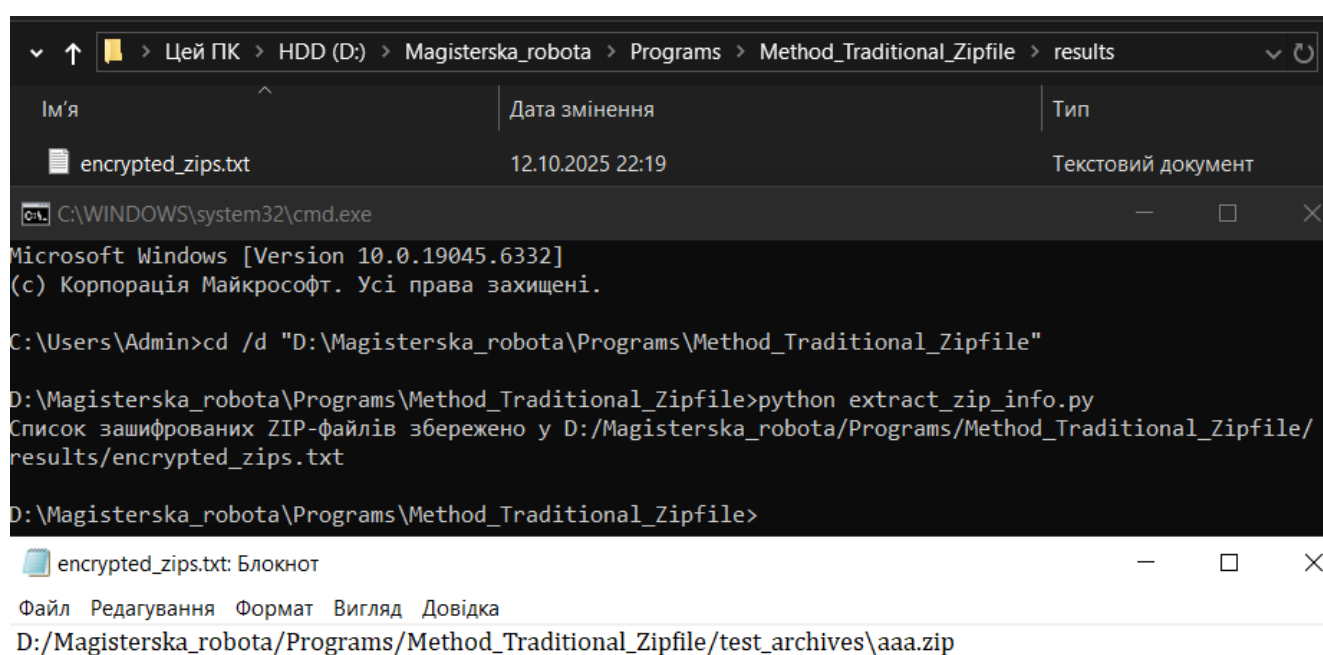 Цей ПК > HDD (D:) > Magisterska_robota > Programs > Method_Traditional_Zipfile > results
Ім'я Дата змінення Тип
encrypted_zips.txt 12.10.2025 22:19 Текстовий документ
C:\WINDOWS\system32\cmd.exe
Microsoft Windows [Version 10.0.19045.6332]
(c) Корпорація Майкрософт. Усі права захищені.
C:\Users\Admin>cd /d "D:\Magisterska_robota\Programs\Method_Traditional_Zipfile"
D:\Magisterska_robota\Programs\Method_Traditional_Zipfile>python extract_zip_info.py
Список зашифрованих ZIP-файлів збережено у D:/Magisterska_robota/Programs/Method_Traditional_Zipfile/
results/encrypted_zips.txt
D:\Magisterska_robota\Programs\Method_Traditional_Zipfile>
encrypted_zips.txt: Блокнот
Файл Редагування Формат Вигляд Довідка
D:/Magisterska_robota/Programs/Method_Traditional_Zipfile/test_archives\aaa.zip